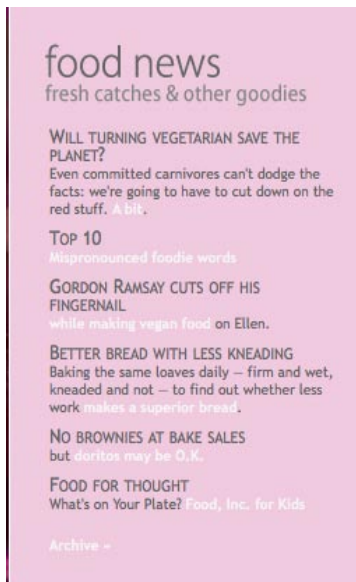 food news
fresh catches & other goodies
WILL TURNING VEGETARIAN SAVE THE
PLANET?
Even committed carnivores can't dodge the
facts: we're going to have to cut down on the
red stuff. A bit.
TOP 10
Mispronounced foodie words
GORDON RAMSAY CUTS OFF HIS
FINGERNAIL
while making vegan food on Ellen.
BETTER BREAD WITH LESS KNEADING
Baking the same loaves daily — firm and wet,
kneaded and not — to find out whether less
work makes a superior bread.
NO BROWNIES AT BAKE SALES
but doritos may be O.K.
FOOD FOR THOUGHT
What's on Your Plate? Food, Inc. for Kids
Archive »